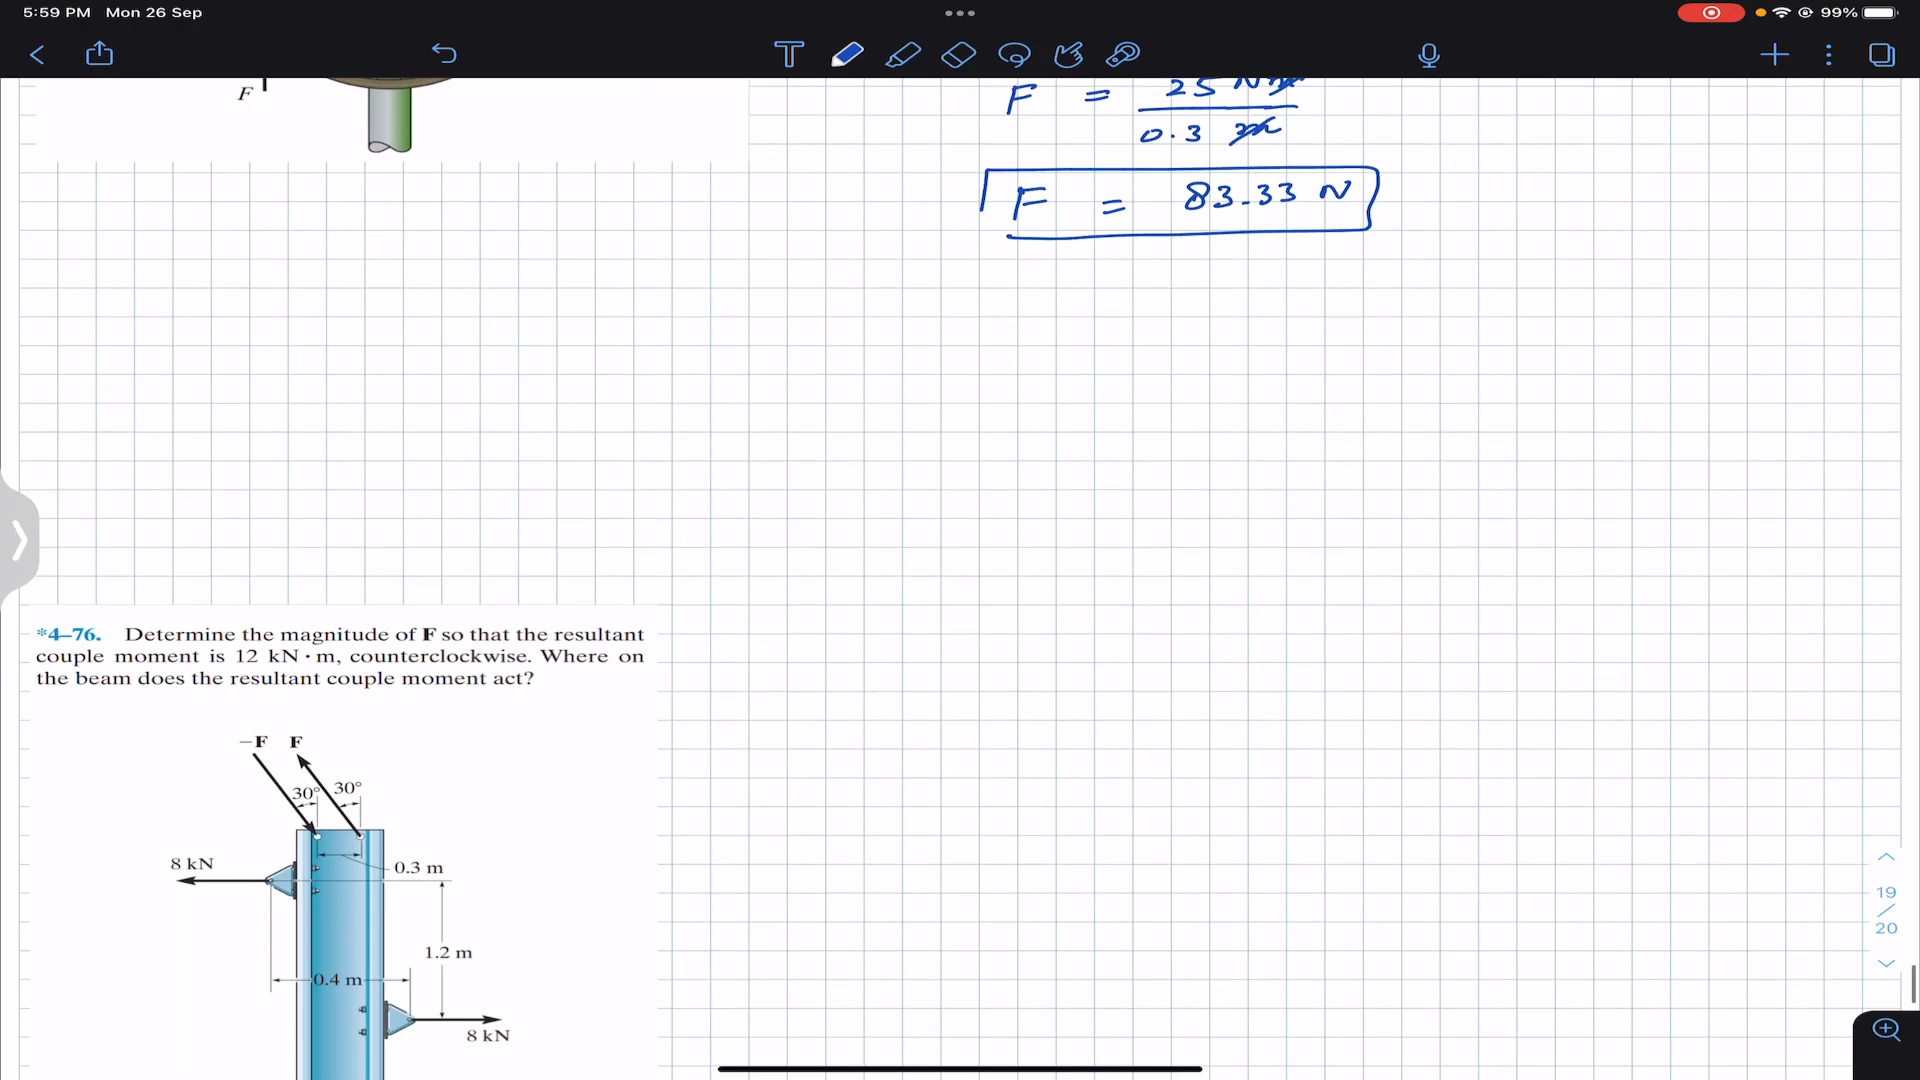 5:59 PM Mon 26 Sep
99%
F
F = 25 Nm
0.3 m
F = 83.33 N
*4–76. Determine the magnitude of F so that the resultant
couple moment is 12 kN · m, counterclockwise. Where on
the beam does the resultant couple moment act?
−F F
30° 30°
8 kN
0.3 m
1.2 m
0.4 m
8 kN
19
20